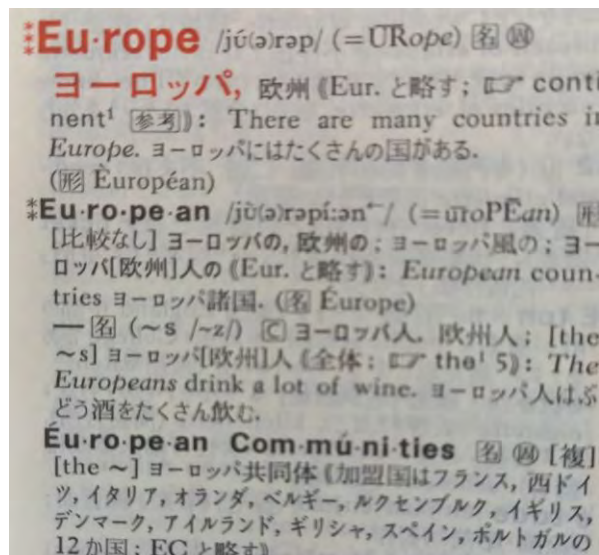 ⁑Eu·rope /jú(ə)rəp/ (=ŪRope) 名 固
ヨーロッパ, 欧州 《Eur. と略す; ☞ conti
nent¹ 参考》: There are many countries in
Europe. ヨーロッパにはたくさんの国がある.
(形 Èuropéan)
⁑Eu·ro·pe·an /jù(ə)rəpíːən←/ (=ūroPĒan) 形
[比較なし] ヨーロッパの, 欧州の; ヨーロッパ風の; ヨー
ロッパ[欧州]人の 《Eur. と略す》: European coun-
tries ヨーロッパ諸国. (名 Éurope)
— 名 (~s /~z/) C ヨーロッパ人, 欧州人; [the
~s] ヨーロッパ[欧州]人 《全体; ☞ the¹ 5》: The
Europeans drink a lot of wine. ヨーロッパ人はぶ
どう酒をたくさん飲む.
Éu·ro·pe·an Com·mú·ni·ties 名 固 [複]
[the ~] ヨーロッパ共同体 《加盟国はフランス, 西ドイ
ツ, イタリア, オランダ, ベルギー, ルクセンブルク, イギリス,
デンマーク, アイルランド, ギリシャ, スペイン, ポルトガルの
12か国; EC と略す》